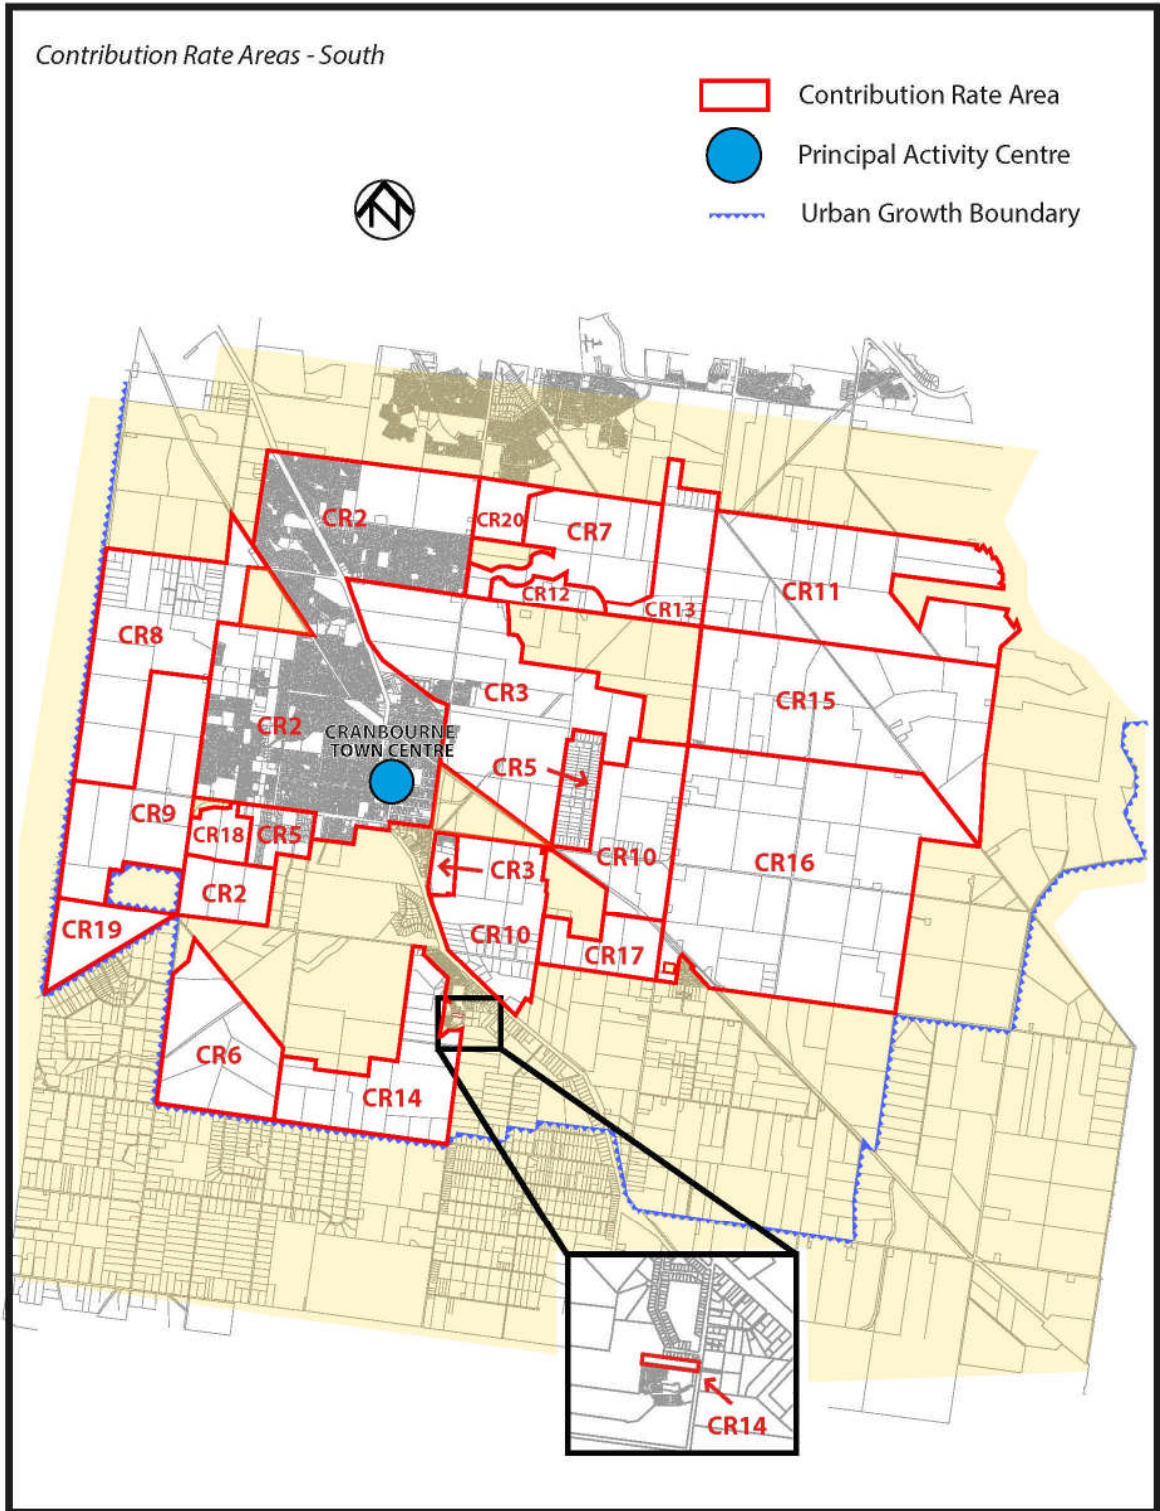 Contribution Rate Areas - South
Contribution Rate Area
Principal Activity Centre
N
Urban Growth Boundary
CR2
CR20
CR7
CR12
CR13
CR11
CR8
CR3
CR15
CR2
CRANBOURNE
TOWN CENTRE
CR5
CR9
CR18
CR5
CR3
CR10
CR16
CR2
CR19
CR10
CR17
CR6
CR14
CR14